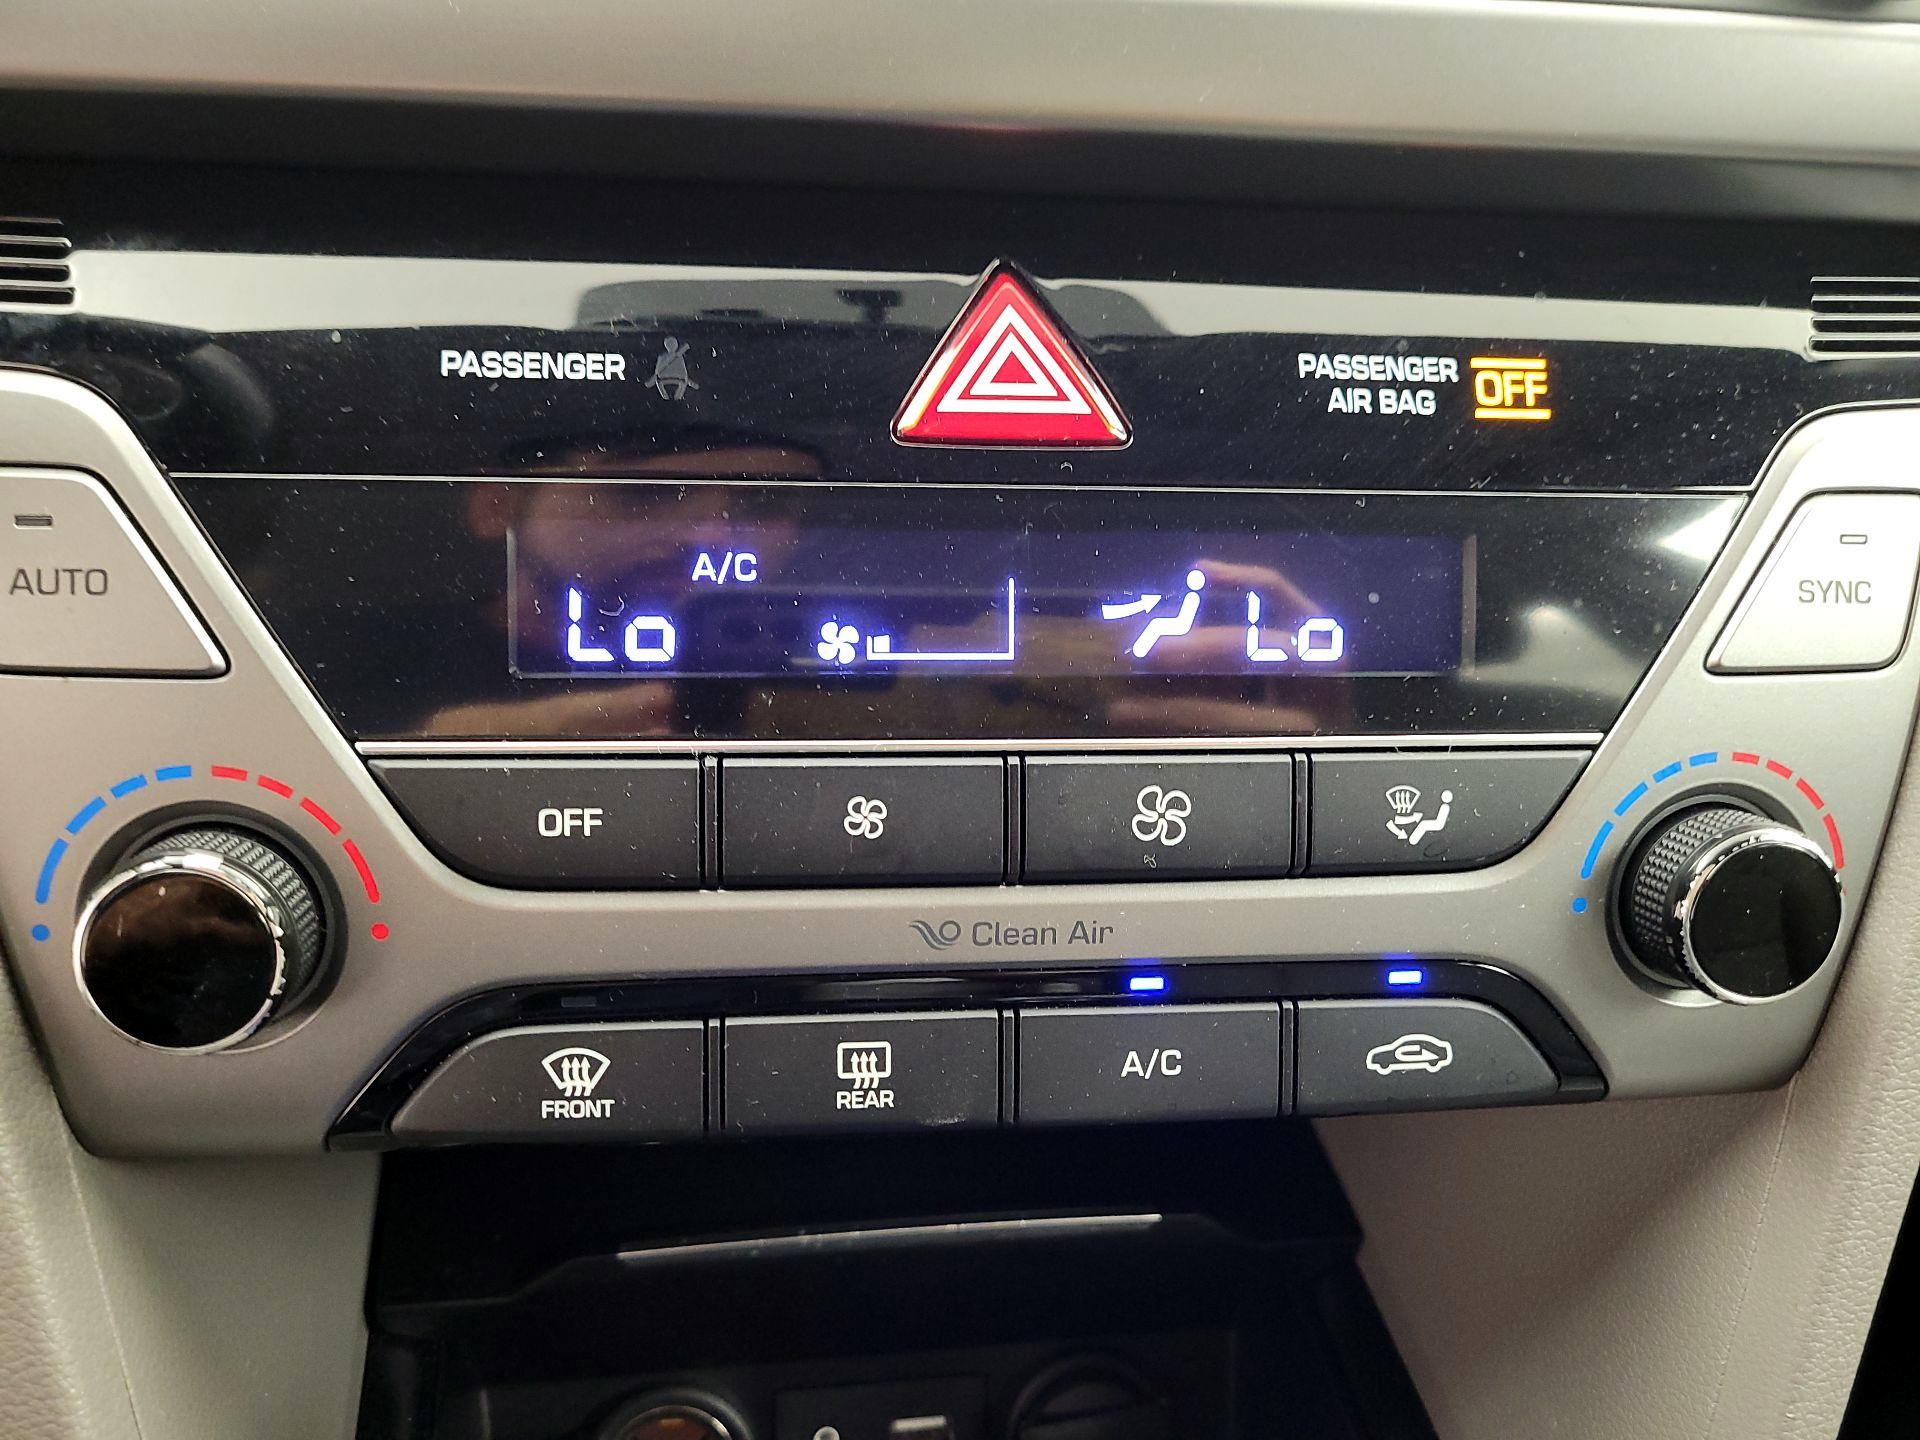 PASSENGER
PASSENGER
AIR BAG
OFF
AUTO
A/C
Lo
Lo
SYNC
OFF
Clean Air
FRONT
REAR
A/C